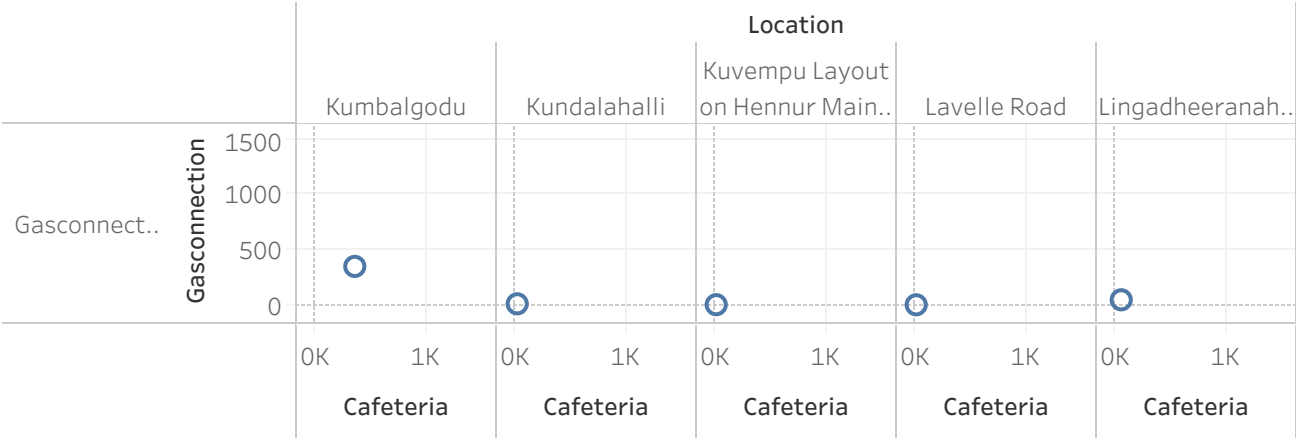 Location
Kumbalgodu
Kundalahalli
Kuvempu Layout
on Hennur Main..
Lavelle Road
Lingadheeranah..
Gasconnect..
Gasconnection
1500
1000
500
0
0K 1K
0K 1K
0K 1K
0K 1K
0K 1K
Cafeteria
Cafeteria
Cafeteria
Cafeteria
Cafeteria